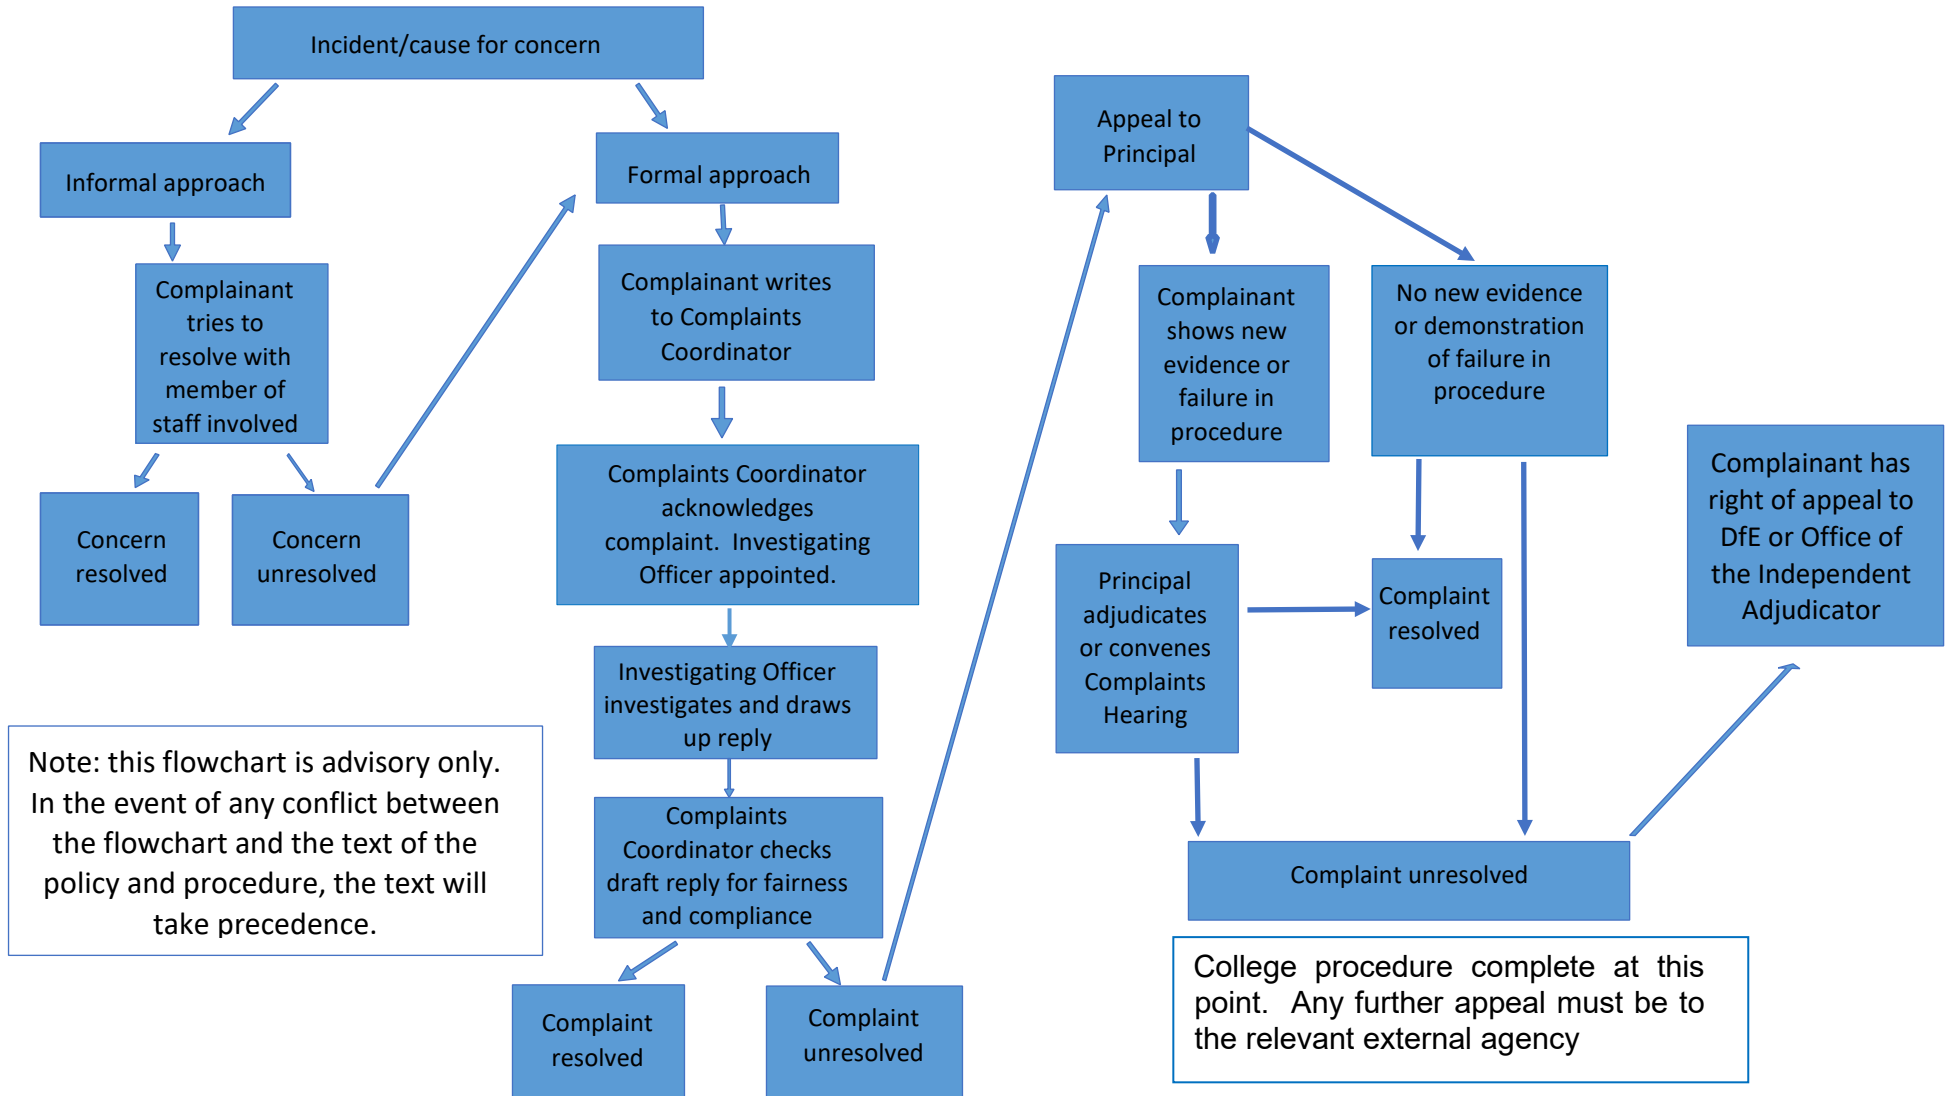 Incident/cause for concern
Informal approach
Complainant
tries to
resolve with
member of
staff involved
Concern
resolved
Concern
unresolved
Formal approach
Complainant writes
to Complaints
Coordinator
Complaints Coordinator
acknowledges
complaint.  Investigating
Officer appointed.
Investigating Officer
investigates and draws
up reply
Complaints
Coordinator checks
draft reply for fairness
and compliance
Complaint
resolved
Complaint
unresolved
Note: this flowchart is advisory only.
In the event of any conflict between
the flowchart and the text of the
policy and procedure, the text will
take precedence.
Appeal to
Principal
Complainant
shows new
evidence or
failure in
procedure
No new evidence
or demonstration
of failure in
procedure
Principal
adjudicates
or convenes
Complaints
Hearing
Complaint
resolved
Complainant has
right of appeal to
DfE or Office of
the Independent
Adjudicator
Complaint unresolved
College procedure complete at this
point.  Any further appeal must be to
the relevant external agency